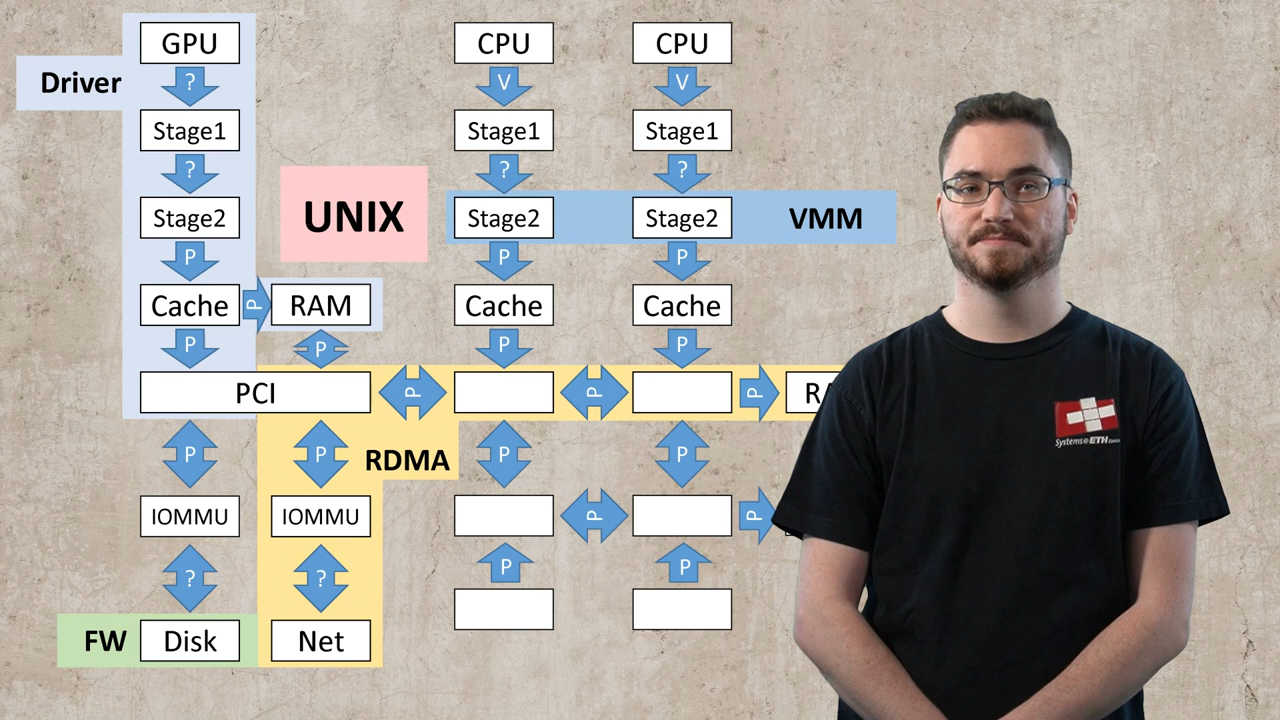 GPU
CPU
CPU
Driver
?
V
V
Stage1
Stage1
Stage1
?
?
?
UNIX
Stage2
Stage2
Stage2
VMM
P
P
P
Cache
P
RAM
Cache
Cache
P
P
P
P
PCI
P
P
P
P
P
RDMA
P
P
IOMMU
IOMMU
P
P
?
?
P
P
FW
Disk
Net
Systems@ETH